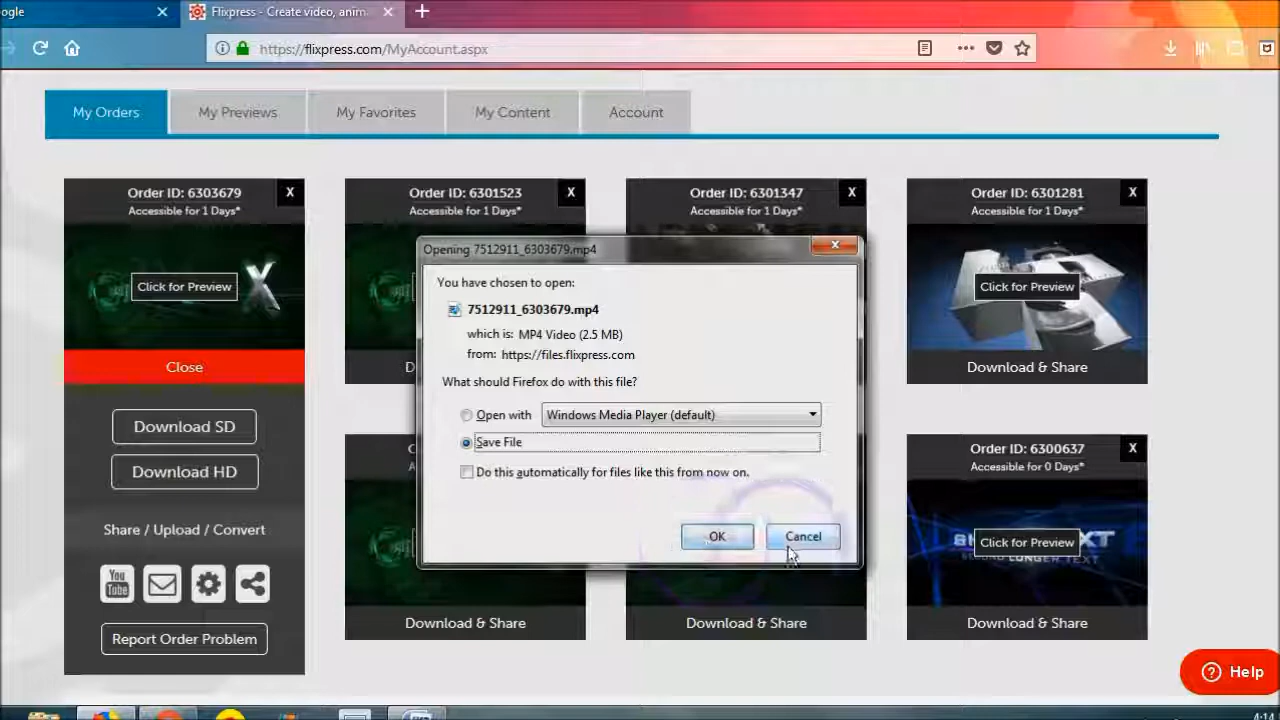 ogle
Flixpress - Create video, anim
https://flixpress.com/MyAccount.aspx
My Orders
My Previews
My Favorites
My Content
Account
Order ID: 6303679
X
Accessible for 1 Days*
Click for Preview
Close
Download SD
Download HD
Share / Upload / Convert
You
Tube
Report Order Problem
Order ID: 6301523
X
Accessible for 1 Days*
D
Download & Share
Order ID: 6301347
X
Accessible for 1 Days*
Download & Share
Order ID: 6301281
X
Accessible for 1 Days*
Click for Preview
Download & Share
Order ID: 6300637
X
Accessible for 0 Days*
Click for Preview
SECOND LONGER TEXT
Download & Share
Opening 7512911_6303679.mp4
You have chosen to open:
7512911_6303679.mp4
which is: MP4 Video (2.5 MB)
from: https://files.flixpress.com
What should Firefox do with this file?
Open with
Windows Media Player (default)
Save File
Do this automatically for files like this from now on.
OK
Cancel
Help
4:14